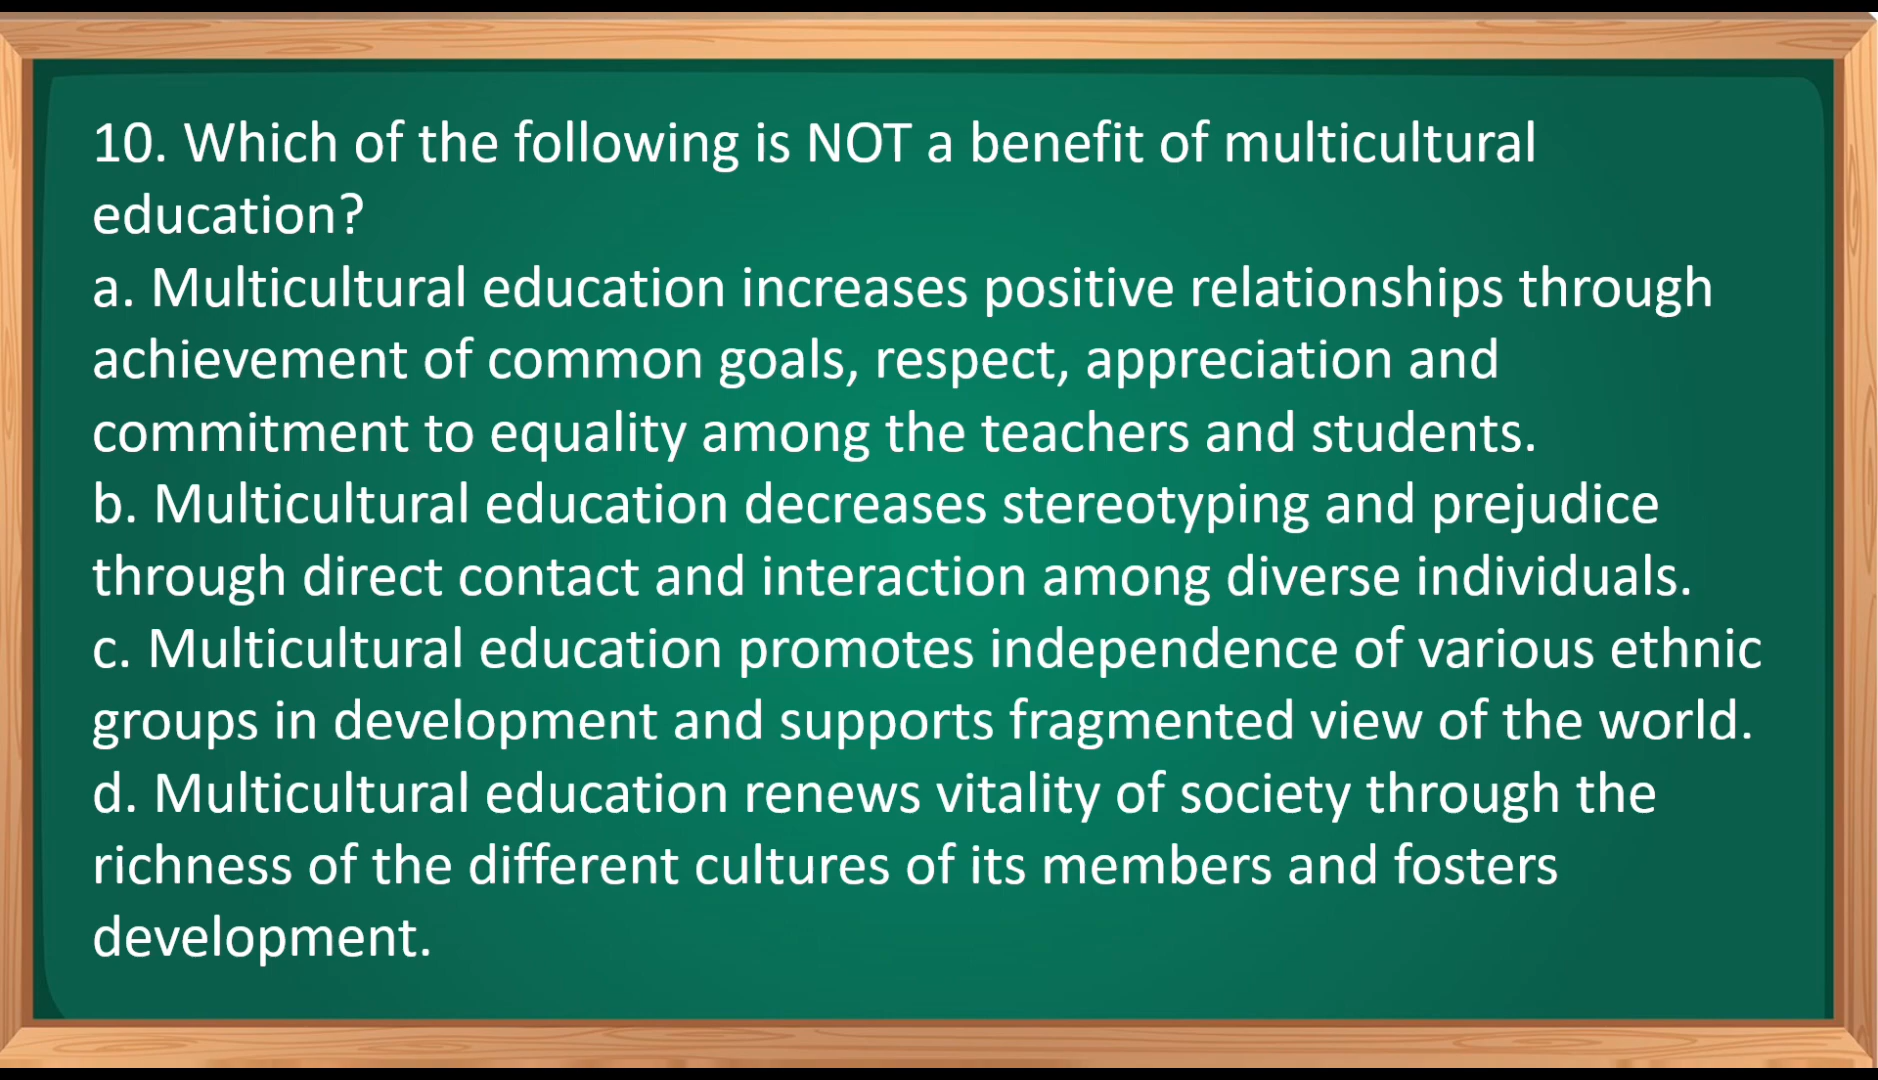 10. Which of the following is NOT a benefit of multicultural
education?
a. Multicultural education increases positive relationships through
achievement of common goals, respect, appreciation and
commitment to equality among the teachers and students.
b. Multicultural education decreases stereotyping and prejudice
through direct contact and interaction among diverse individuals.
c. Multicultural education promotes independence of various ethnic
groups in development and supports fragmented view of the world.
d. Multicultural education renews vitality of society through the
richness of the different cultures of its members and fosters
development.